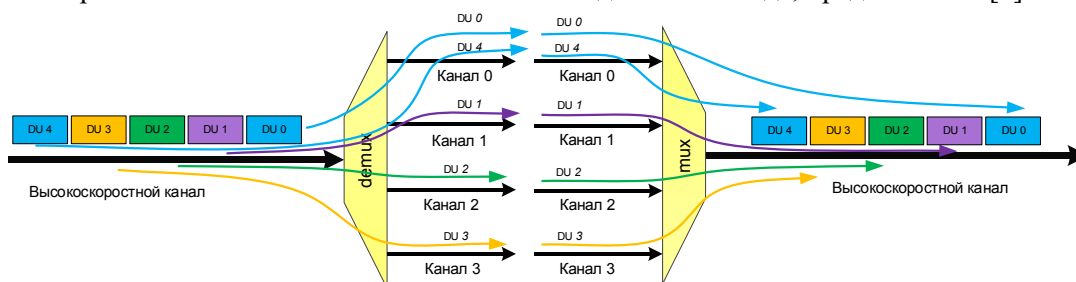 DU 0
DU 4
Канал 0
DU 1
Канал 1
DU 2
Канал 2
DU 3
Канал 3
DU 0
DU 4
Канал 0
DU 1
Канал 1
DU 2
Канал 2
DU 3
Канал 3
DU 4 DU 3 DU 2 DU 1 DU 0
Высокоскоростной канал
demux
mux
DU 4 DU 3 DU 2 DU 1 DU 0
Высокоскоростной канал